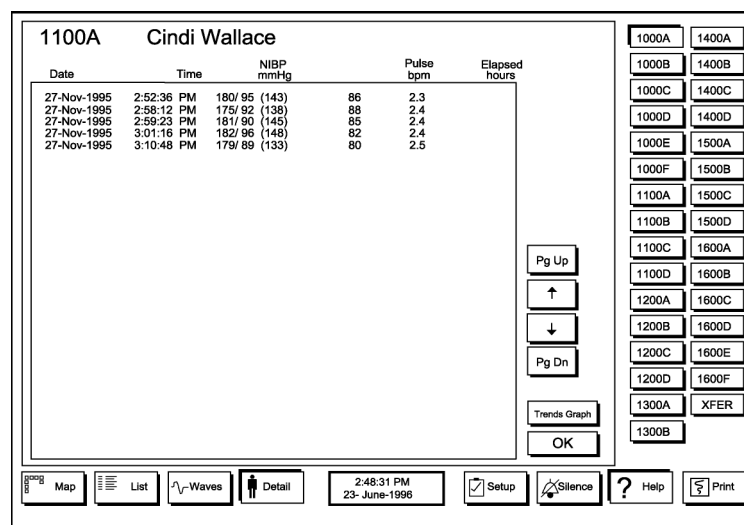 1100A Cindi Wallace
NIBP Pulse Elapsed
Date Time mmHg bpm hours
27-Nov-1995 2:52:36 PM 180/ 95 (143) 86 2.3
27-Nov-1995 2:58:12 PM 175/ 92 (138) 88 2.4
27-Nov-1995 2:59:23 PM 181/ 90 (145) 85 2.4
27-Nov-1995 3:01:16 PM 182/ 96 (148) 82 2.4
27-Nov-1995 3:10:48 PM 179/ 89 (133) 80 2.5
Pg Up
Pg Dn
Trends Graph
OK
1000A 1400A
1000B 1400B
1000C 1400C
1000D 1400D
1000E 1500A
1000F 1500B
1100A 1500C
1100B 1500D
1100C 1600A
1100D 1600B
1200A 1600C
1200B 1600D
1200C 1600E
1200D 1600F
1300A XFER
1300B
Map List Waves Detail 2:48:31 PM Setup Silence ? Help Print
23- June-1996